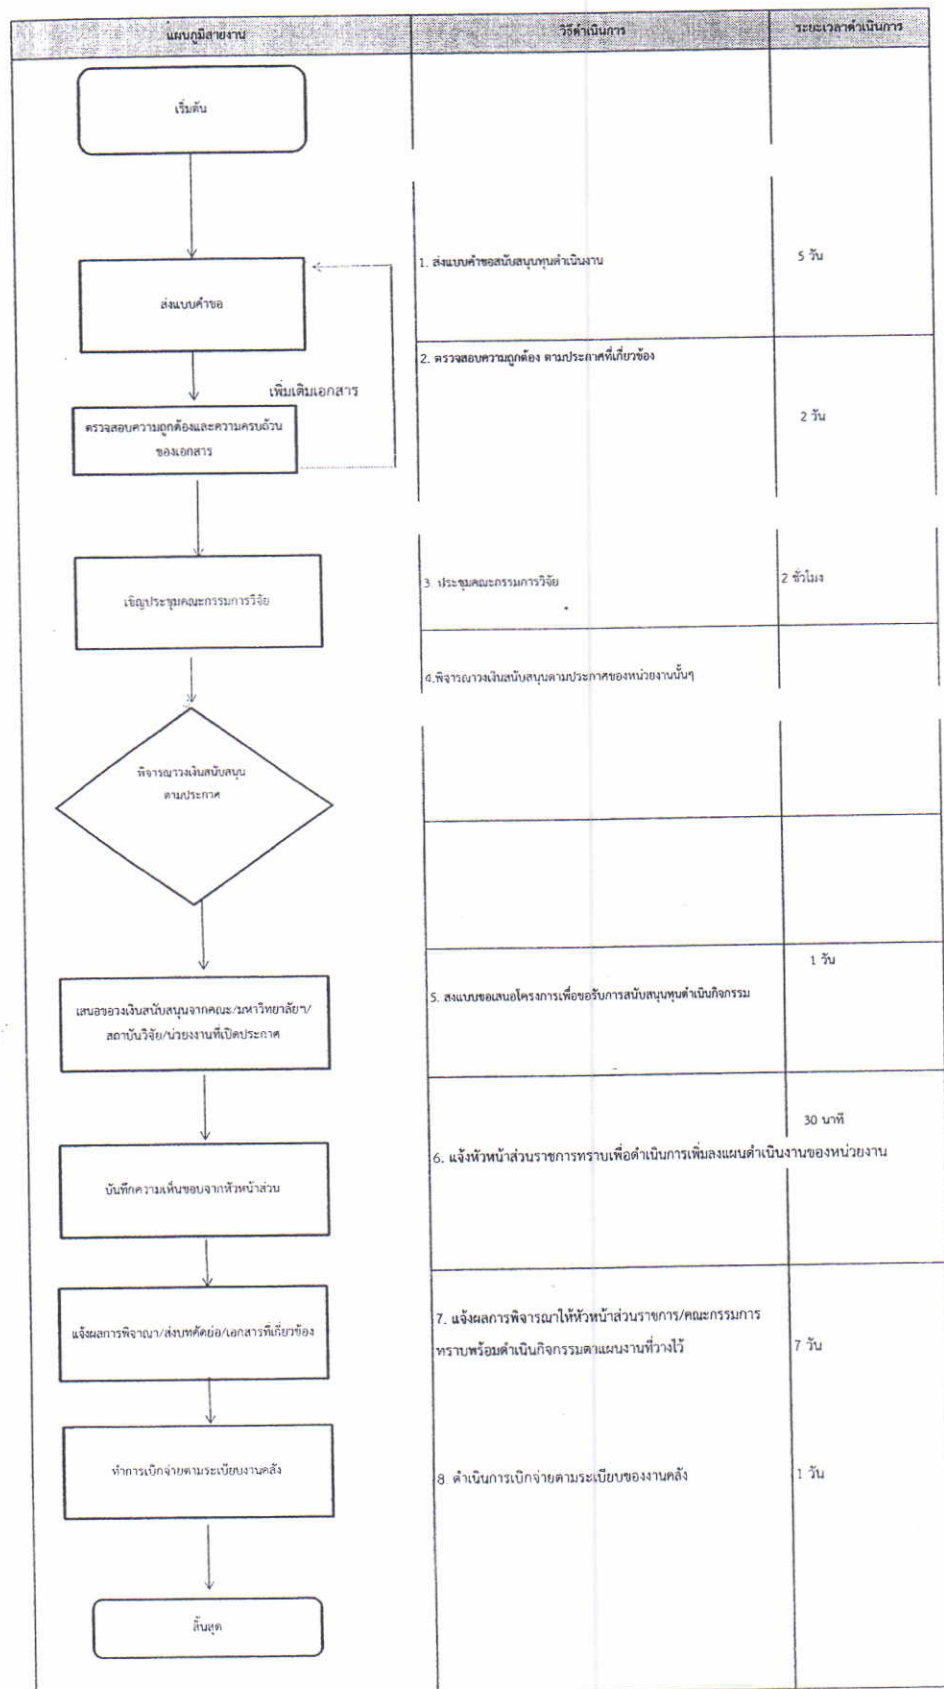 แผนภูมิสายงาน
วิธีดำเนินการ
ระยะเวลาดำเนินการ
เริ่มต้น
ส่งแบบคำขอ
1. ส่งแบบคำขอสนับสนุนทุนดำเนินงาน
5 วัน
เพิ่มเติมเอกสาร
ตรวจสอบความถูกต้องและความครบถ้วน
ของเอกสาร
2. ตรวจสอบความถูกต้อง ตามประกาศที่เกี่ยวข้อง
2 วัน
เชิญประชุมคณะกรรมการวิจัย
3. ประชุมคณะกรรมการวิจัย
2 ชั่วโมง
4.พิจารณาวงเงินสนับสนุนตามประกาศของหน่วยงานนั้นๆ
พิจารณาวงเงินสนับสนุน
ตามประกาศ
เสนอขอวงเงินสนับสนุนจากคณะ/มหาวิทยาลัยฯ/
สถาบันวิจัย/น่วยงานที่เปิดประกาศ
5. ส่งแบบขอเสนอโครงการเพื่อขอรับการสนับสนุนทุนดำเนินกิจกรรม
1 วัน
บันทึกความเห็นชอบจากหัวหน้าส่วน
6. แจ้งหัวหน้าส่วนราชการทราบเพื่อดำเนินการเพิ่มลงแผนดำเนินงานของหน่วยงาน
30 นาที
แจ้งผลการพิจาณา/ส่งบทคัดย่อ/เอกสารที่เกี่ยวข้อง
7. แจ้งผลการพิจารณาให้หัวหน้าส่วนราชการ/คณะกรรมการ
ทราบพร้อมดำเนินกิจกรรมตาแผนงานที่วางไว้
7 วัน
ทำการเบิกจ่ายตามระเบียบงานคลัง
8. ดำเนินการเบิกจ่ายตามระเบียบของงานคลัง
1 วัน
สิ้นสุด